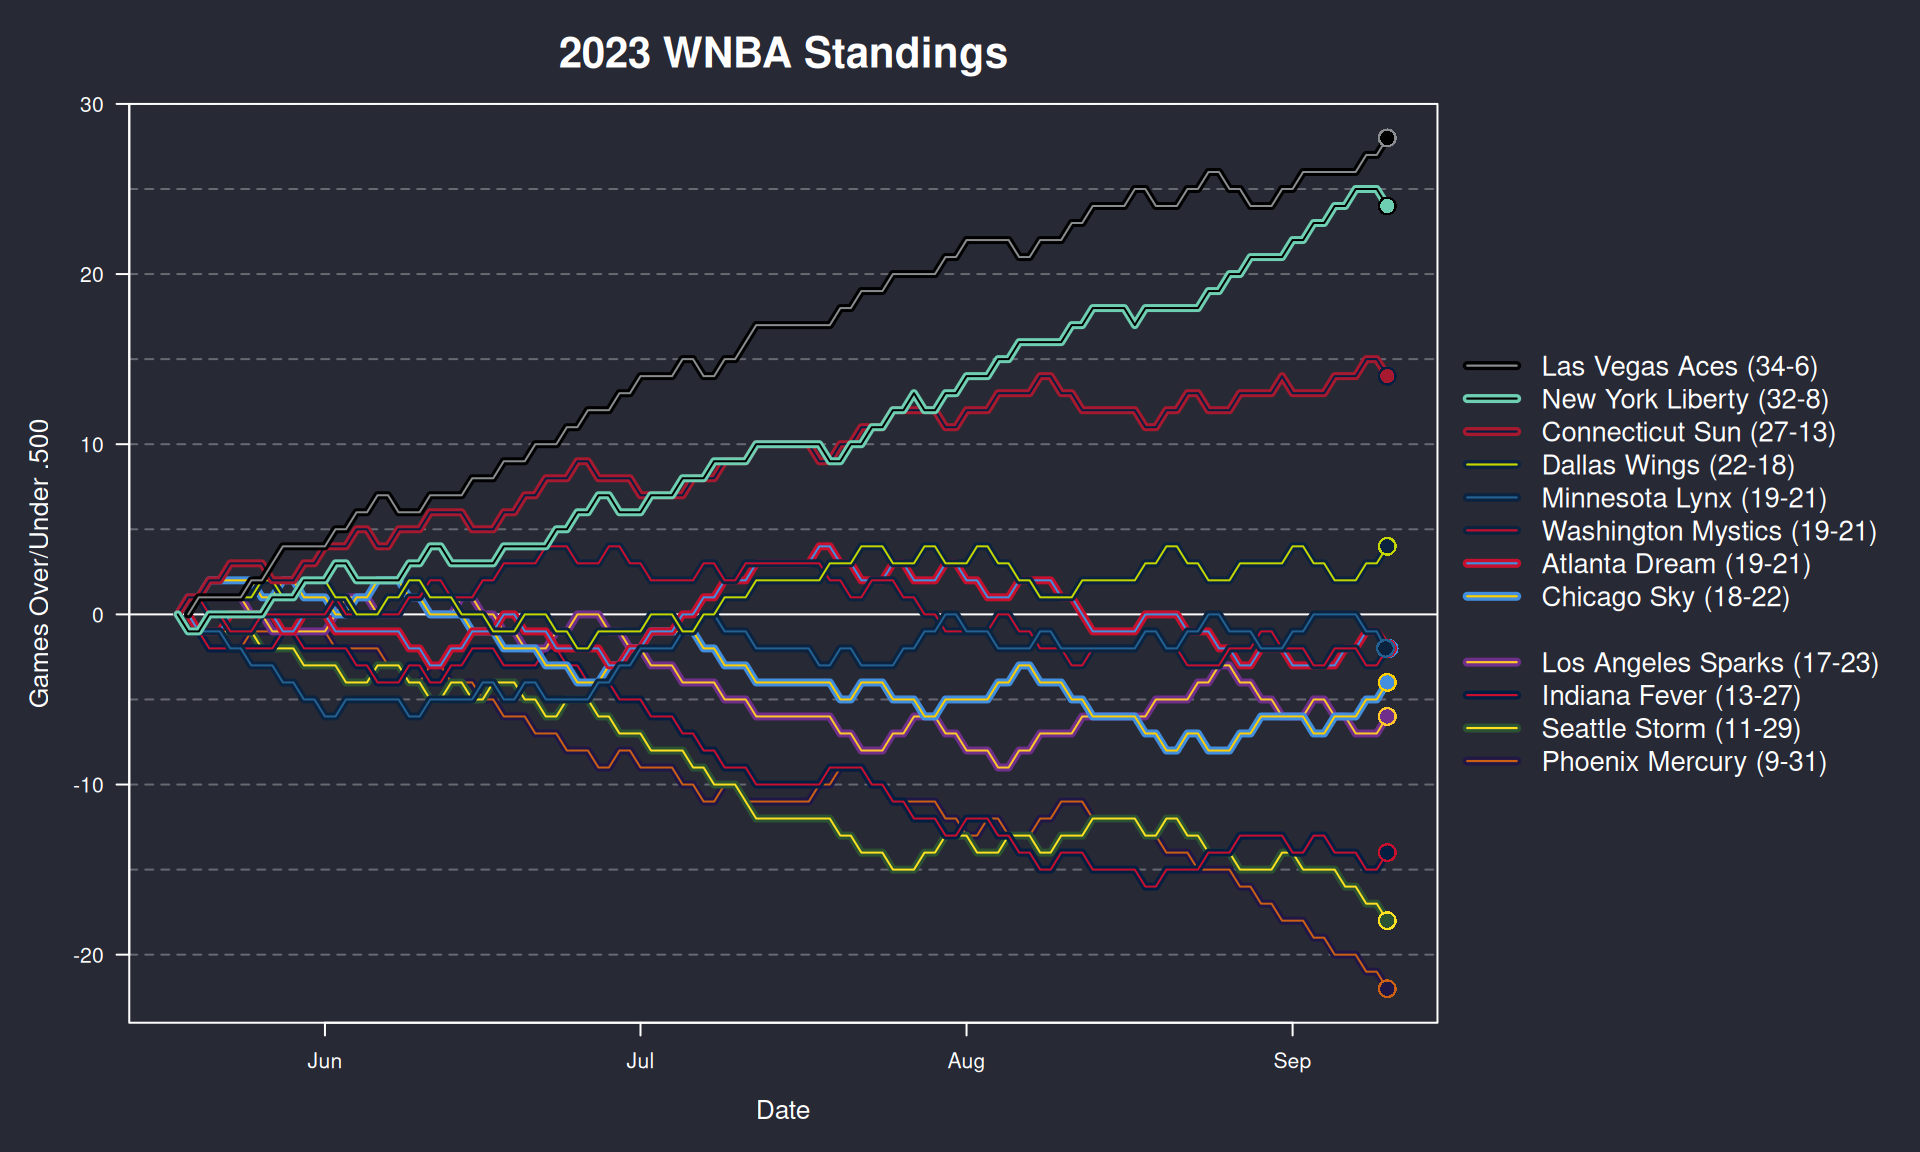 2023 WNBA Standings
Games Over/Under .500
30
20
10
0
-10
-20
Jun
Jul
Aug
Sep
Date
Las Vegas Aces (34-6)
New York Liberty (32-8)
Connecticut Sun (27-13)
Dallas Wings (22-18)
Minnesota Lynx (19-21)
Washington Mystics (19-21)
Atlanta Dream (19-21)
Chicago Sky (18-22)
Los Angeles Sparks (17-23)
Indiana Fever (13-27)
Seattle Storm (11-29)
Phoenix Mercury (9-31)